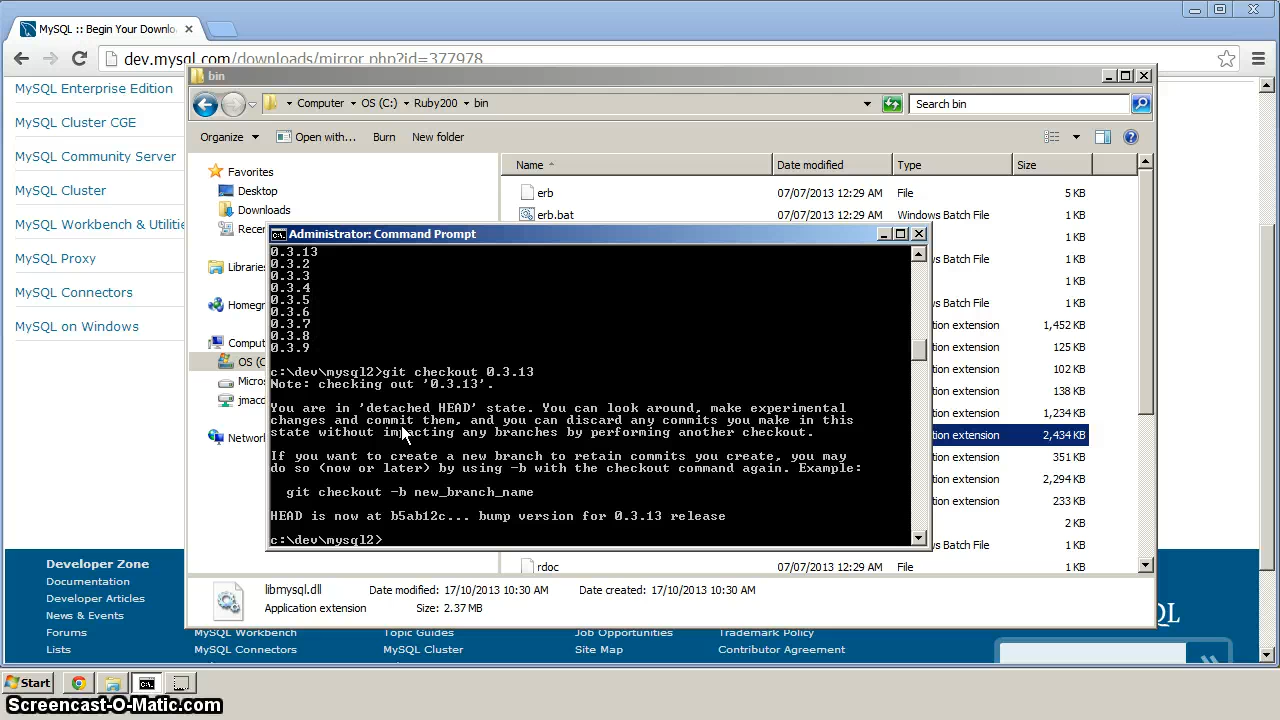 MySQL :: Begin Your Downlo
dev.mysql.com/downloads/mirror.php?id=377978
MySQL Enterprise Edition
MySQL Cluster CGE
MySQL Community Server
MySQL Cluster
MySQL Workbench & Utilitie
MySQL Proxy
MySQL Connectors
MySQL on Windows
bin
Computer OS (C:) Ruby200 bin
Search bin
Organize Open with... Burn New folder
Favorites
Desktop
Downloads
Recen
Libraries
Homegr
Compute
OS (C
Micros
jmacd
Network
Name Date modified Type Size
erb 07/07/2013 12:29 AM File 5 KB
erb.bat 07/07/2013 12:29 AM Windows Batch File 1 KB
1 KB
ws Batch File 1 KB
1 KB
ws Batch File 1 KB
tion extension 1,452 KB
tion extension 125 KB
tion extension 102 KB
tion extension 138 KB
tion extension 1,234 KB
tion extension 2,434 KB
tion extension 351 KB
tion extension 2,294 KB
tion extension 233 KB
2 KB
ws Batch File 1 KB
rdoc 07/07/2013 12:29 AM File 1 KB
Administrator: Command Prompt
0.3.13
0.3.2
0.3.3
0.3.4
0.3.5
0.3.6
0.3.7
0.3.8
0.3.9
c:\dev\mysql2>git checkout 0.3.13
Note: checking out '0.3.13'.
You are in 'detached HEAD' state. You can look around, make experimental
changes and commit them, and you can discard any commits you make in this
state without impacting any branches by performing another checkout.
If you want to create a new branch to retain commits you create, you may
do so (now or later) by using -b with the checkout command again. Example:
git checkout -b new_branch_name
HEAD is now at b5ab12c... bump version for 0.3.13 release
c:\dev\mysql2>
libmysql.dll Date modified: 17/10/2013 10:30 AM Date created: 17/10/2013 10:30 AM
Application extension Size: 2.37 MB
Developer Zone
Documentation
Developer Articles
News & Events
Forums
Lists
MySQL Workbench
MySQL Connectors
Topic Guides
MySQL Cluster
Job Opportunities
Site Map
Trademark Policy
Contributor Agreement
QL
Start
Screencast-O-Matic.com